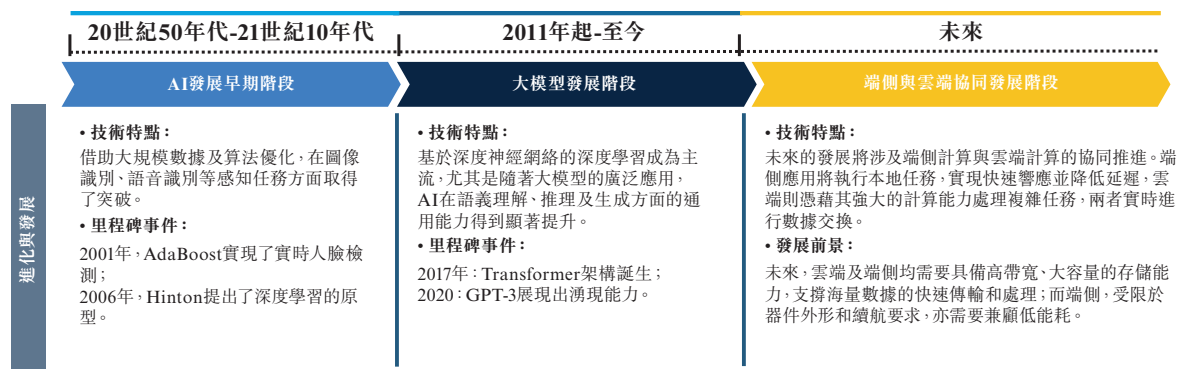 20世紀50年代-21世紀10年代
2011年起-至今
未來
AI發展早期階段
大模型發展階段
端側與雲端協同發展階段
進化與發展
• 技術特點：
借助大規模數據及算法優化，在圖像
識別、語音識別等感知任務方面取得
了突破。
• 里程碑事件：
2001年，AdaBoost實現了實時人臉檢
測；
2006年，Hinton提出了深度學習的原
型。
• 技術特點：
基於深度神經網絡的深度學習成為主
流，尤其是隨著大模型的廣泛應用，
AI在語義理解、推理及生成方面的通
用能力得到顯著提升。
• 里程碑事件：
2017年：Transformer架構誕生；
2020：GPT-3展現出湧現能力。
• 技術特點：
未來的發展將涉及端側計算與雲端計算的協同推進。端
側應用將執行本地任務，實現快速響應並降低延遲，雲
端則憑藉其強大的計算能力處理複雜任務，兩者實時進
行數據交換。
• 發展前景：
未來，雲端及端側均需要具備高帶寬、大容量的存儲能
力，支撐海量數據的快速傳輸和處理；而端側，受限於
器件外形和續航要求，亦需要兼顧低能耗。